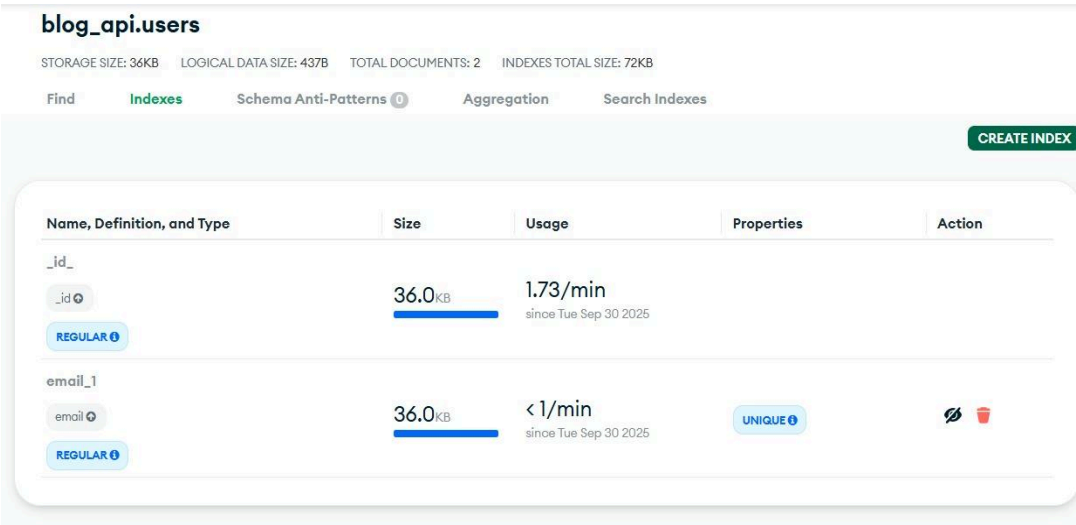 blog_api.users
STORAGE SIZE: 36KB LOGICAL DATA SIZE: 437B TOTAL DOCUMENTS: 2 INDEXES TOTAL SIZE: 72KB
Find Indexes Schema Anti-Patterns 0 Aggregation Search Indexes
CREATE INDEX
Name, Definition, and Type Size Usage Properties Action
_id_
_id
REGULAR
36.0KB
1.73/min
since Tue Sep 30 2025
email_1
email
REGULAR
36.0KB
< 1/min
since Tue Sep 30 2025
UNIQUE